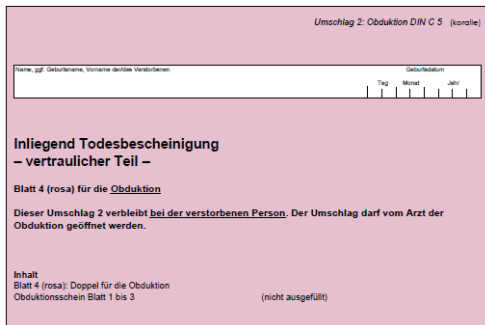 Umschlag 2: Obduktion DIN C 5 (koralle)
Name, ggf. Geburtsname, Vorname der/des Verstorbenen Geburtsdatum
Tag Monat Jahr
Inliegend Todesbescheinigung
– vertraulicher Teil –
Blatt 4 (rosa) für die Obduktion
Dieser Umschlag 2 verbleibt bei der verstorbenen Person. Der Umschlag darf vom Arzt der
Obduktion geöffnet werden.
Inhalt
Blatt 4 (rosa): Doppel für die Obduktion
Obduktionsschein Blatt 1 bis 3 (nicht ausgefüllt)